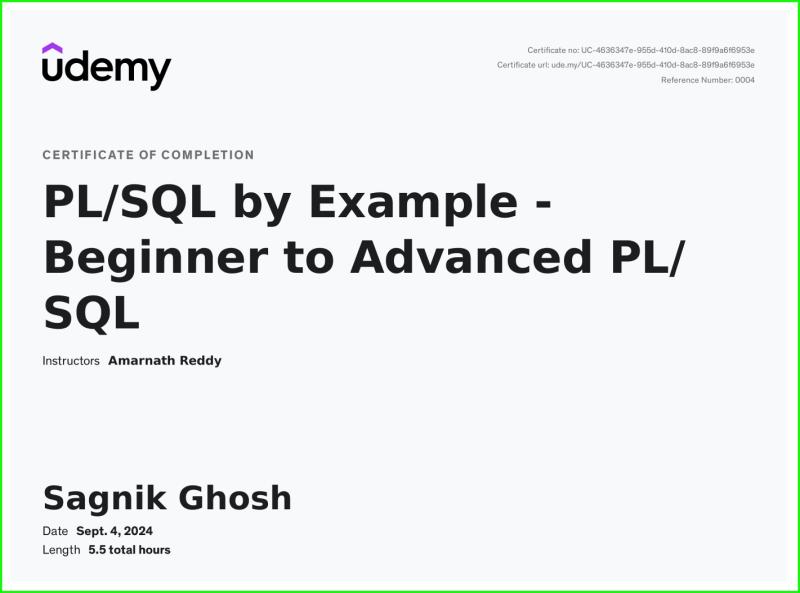 udemy
Certificate no: UC-4636347e-955d-410d-8ac8-89f9a6f6953e
Certificate url: ude.my/UC-4636347e-955d-410d-8ac8-89f9a6f6953e
Reference Number: 0004
CERTIFICATE OF COMPLETION
PL/SQL by Example -
Beginner to Advanced PL/
SQL
Instructors Amarnath Reddy
Sagnik Ghosh
Date Sept. 4, 2024
Length 5.5 total hours